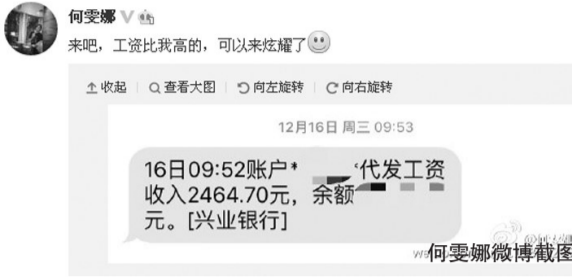 何雯娜
来吧，工资比我高的，可以来炫耀了
收起 查看大图 向左旋转 向右旋转
12月16日 周三 09:53
16日09:52账户* 代发工资
收入2464.70元，余额
元。[兴业银行]
何雯娜微博截图